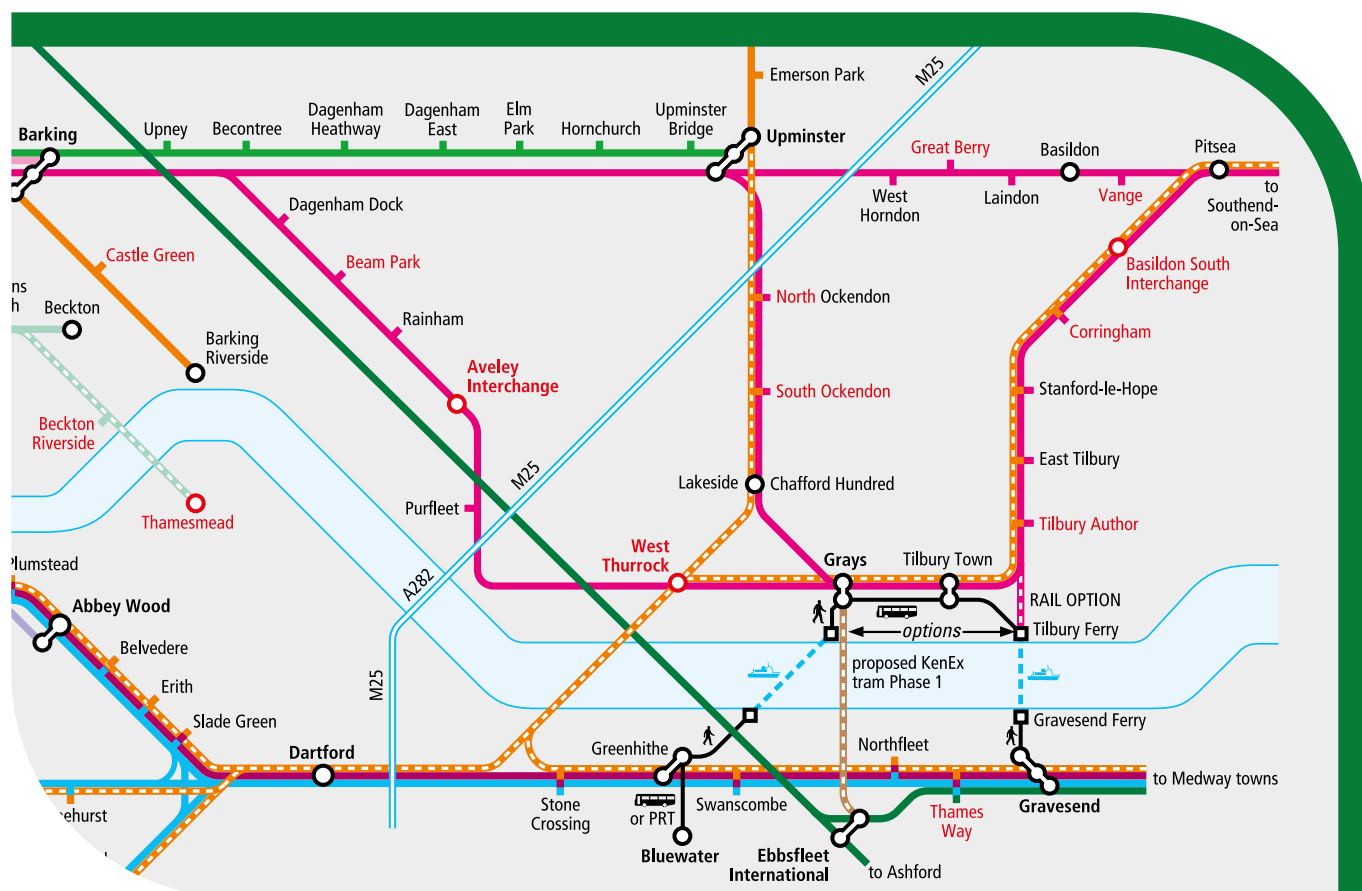 M25
Emerson Park
Barking
Upney
Becontree
Dagenham
Heathway
Dagenham
East
Elm
Park
Hornchurch
Upminster
Bridge
Upminster
Great Berry
Basildon
Pitsea
West
Horndon
Laindon
Vange
to
Southend-
on-Sea
Dagenham Dock
Castle Green
Beam Park
Basildon South
Interchange
ns
h
Beckton
North Ockendon
Rainham
Corringham
Barking
Riverside
Aveley
Interchange
South Ockendon
Stanford-le-Hope
Beckton
Riverside
East Tilbury
M25
Lakeside
Chafford Hundred
Purfleet
Thamesmead
Tilbury Author
West
Thurrock
Grays
Tilbury Town
Plumstead
A282
Abbey Wood
RAIL OPTION
options
Tilbury Ferry
Belvedere
proposed KenEx
tram Phase 1
Erith
M25
Slade Green
Gravesend Ferry
Dartford
Greenhithe
Northfleet
to Medway towns
Stone
Crossing
or PRT
Swanscombe
Thames
Way
Gravesend
ehurst
Bluewater
Ebbsfleet
International
to Ashford